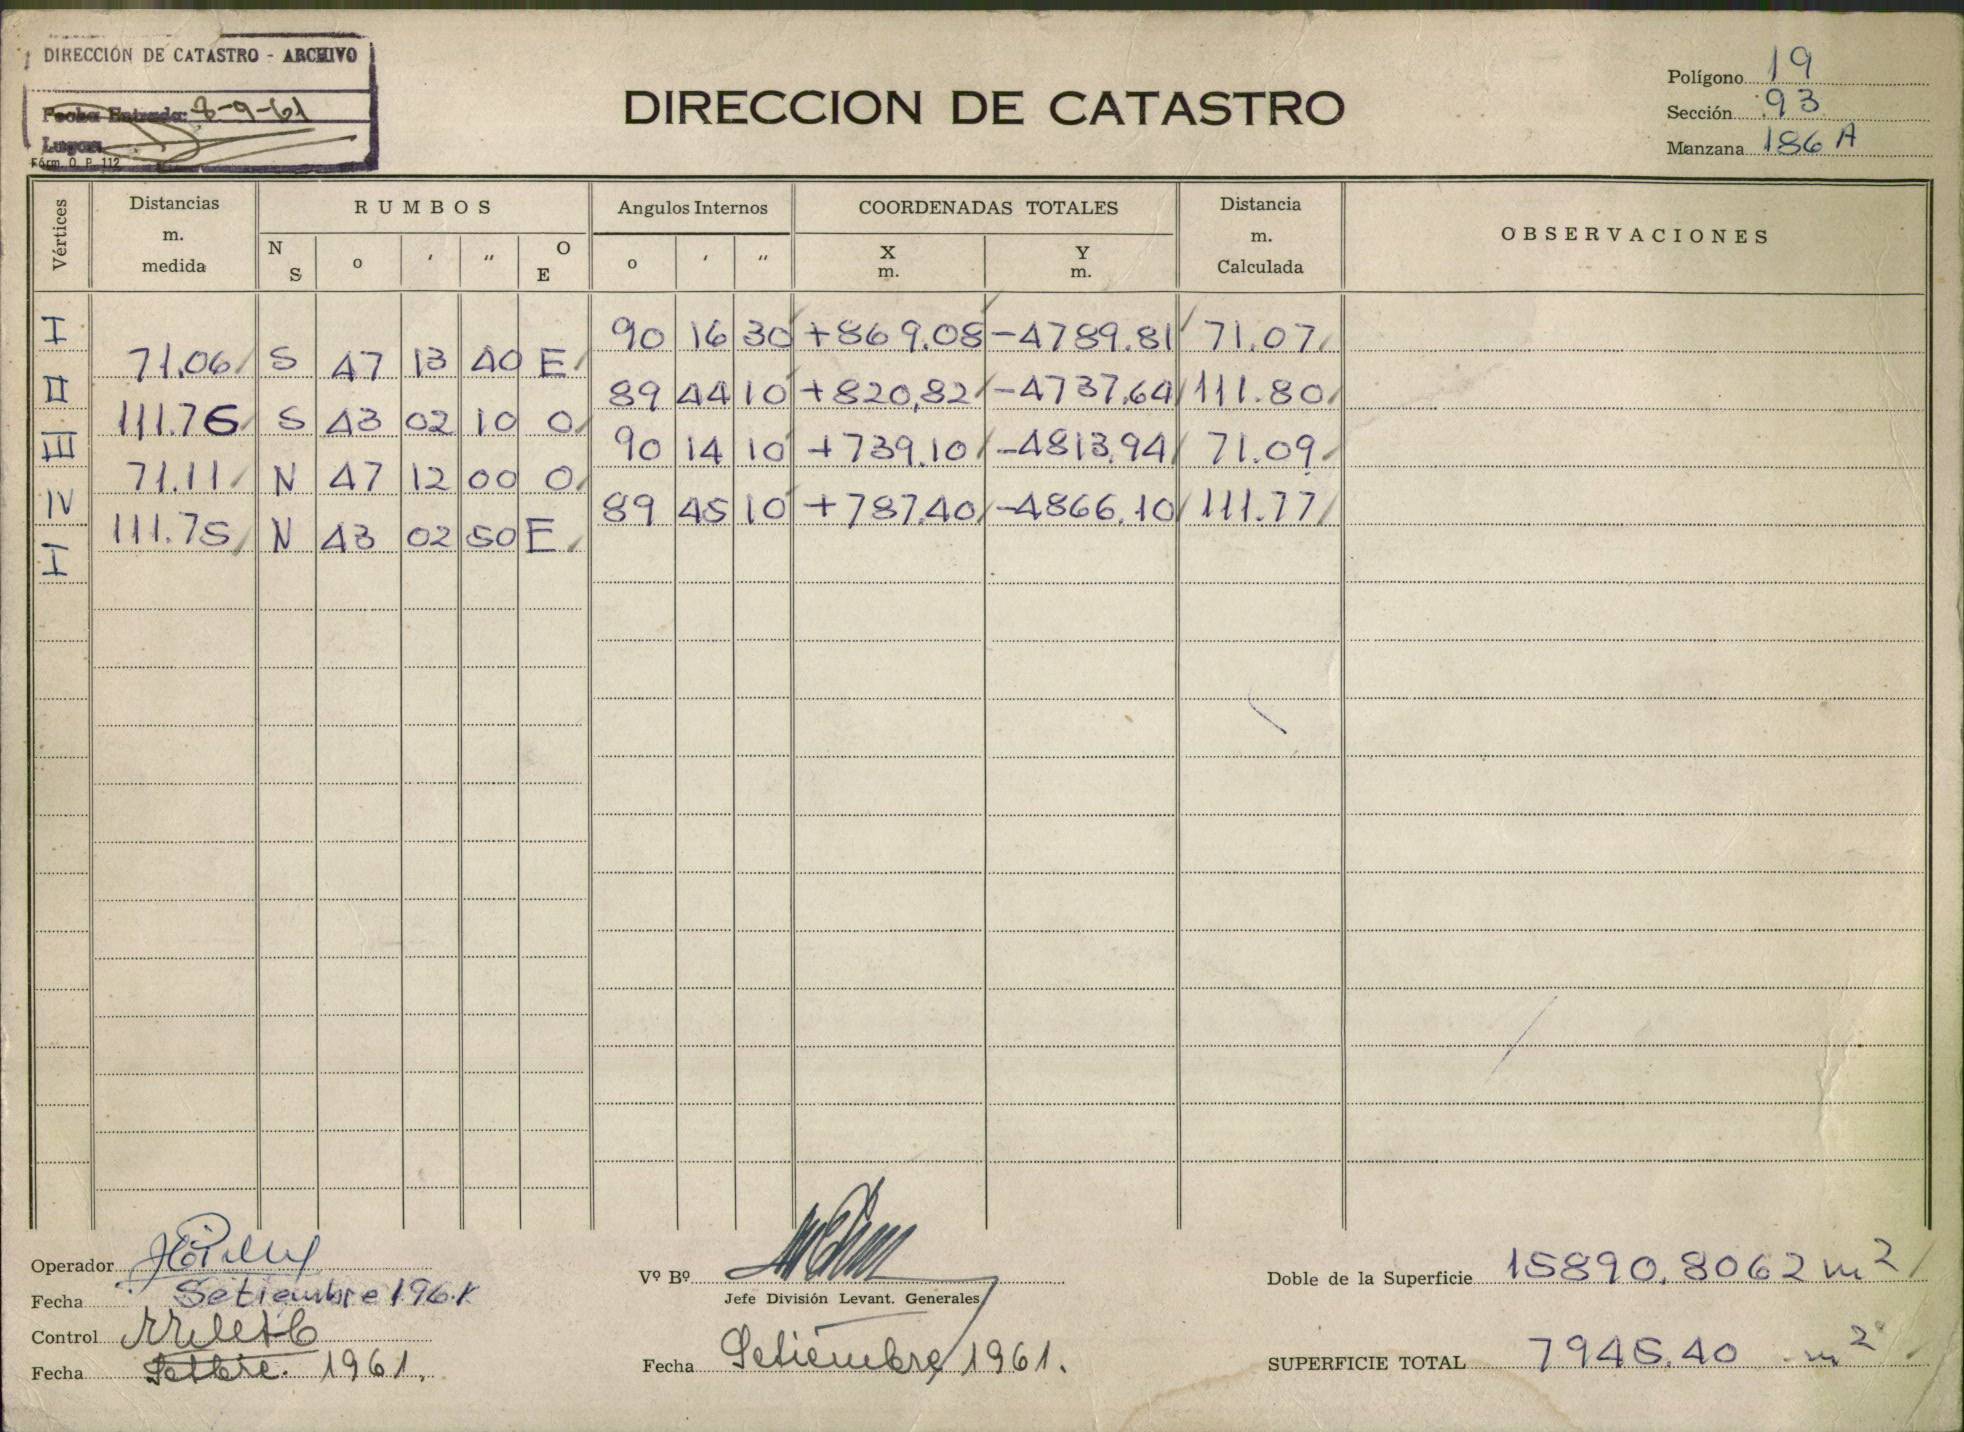 DIRECCIÓN DE CATASTRO - ARCHIVO
Fecha Entrada: 8-9-61
Lugar:
Fórm. O. P. 112
DIRECCION DE CATASTRO
Polígono 19
Sección 93
Manzana 186 A
Vértices
Distancias m. medida
RUMBOS
Angulos Internos
COORDENADAS TOTALES
Distancia m. Calculada
OBSERVACIONES
N S o ' " O E
o ' "
X m.
Y m.
I 90 16 30 +869.08 -4789.81 71.07
71.06 S 47 13 40 E
II 89 44 10 +820,82 -4737.64 111.80
111.76 S 43 02 10 O
III 90 14 10 +739.10 -4813.94 71.09
71.11 N 47 12 00 O
IV 89 45 10 +787.40 -4866.10 111.77
111.75 N 43 02 50 E
I
Operador
Fecha Setiembre 1961
Control
Fecha Setbre. 1961.
Vº Bº
Jefe División Levant. Generales
Fecha Setiembre 1961.
Doble de la Superficie 15890.8062 m2
SUPERFICIE TOTAL 7945.40 m2